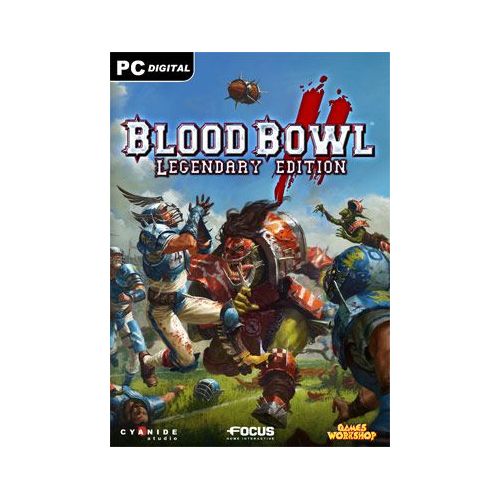 PC DIGITAL
BLOOD BOWL II
LEGENDARY EDITION
CYANIDE
studio
FOCUS
HOME INTERACTIVE
GAMES
WORKSHOP